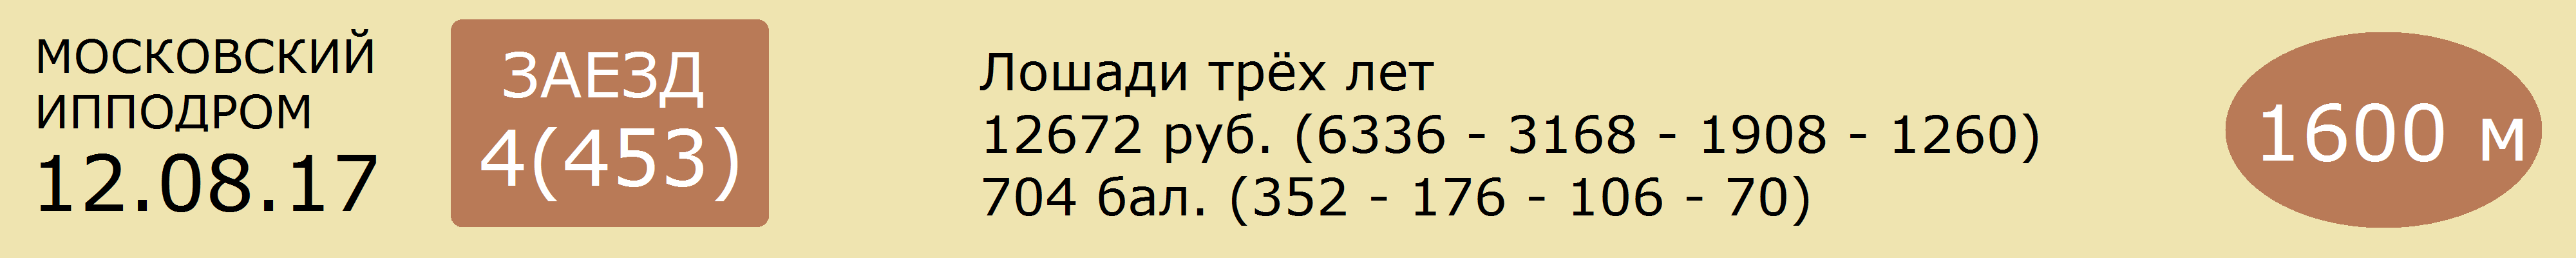 МОСКОВСКИЙ
ИППОДРОМ
12.08.17
ЗАЕЗД
4(453)
Лошади трёх лет
12672 руб. (6336 - 3168 - 1908 - 1260)
704 бал. (352 - 176 - 106 - 70)
1600 м